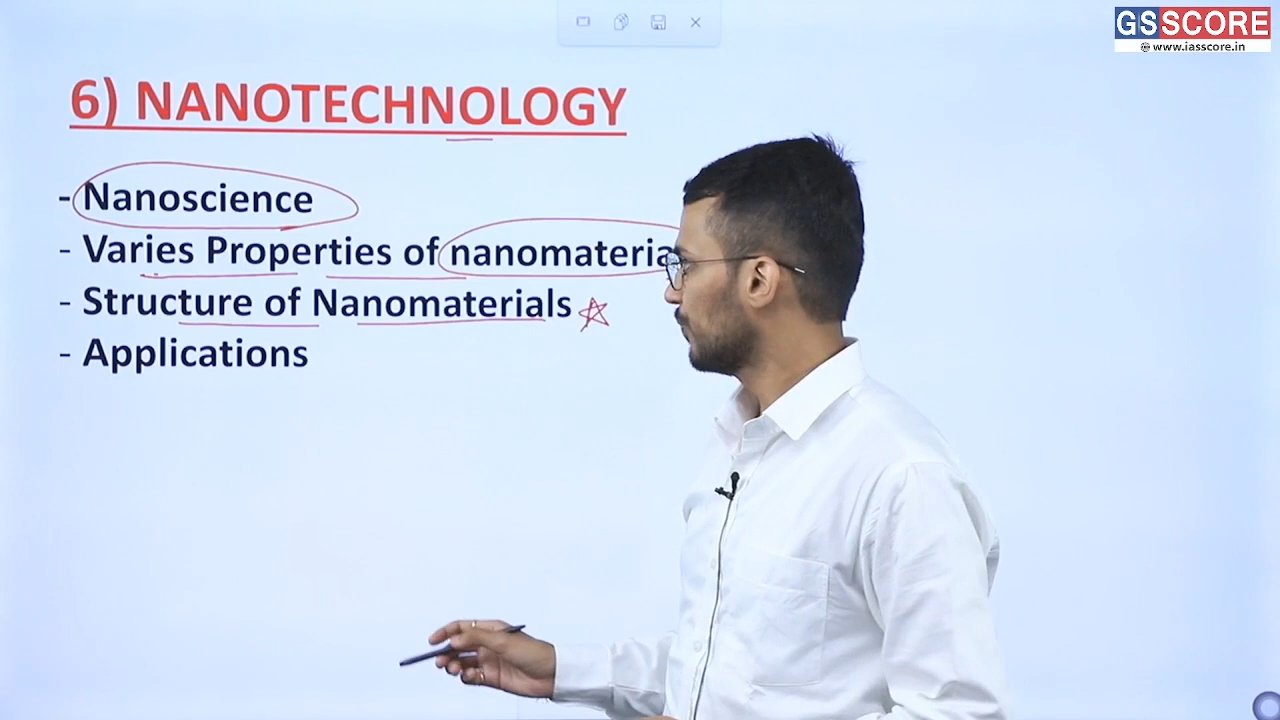 GSSCORE
www.iasscore.in
6) NANOTECHNOLOGY
- Nanoscience
- Varies Properties of
- Structure of Nanomaterials
- Applications